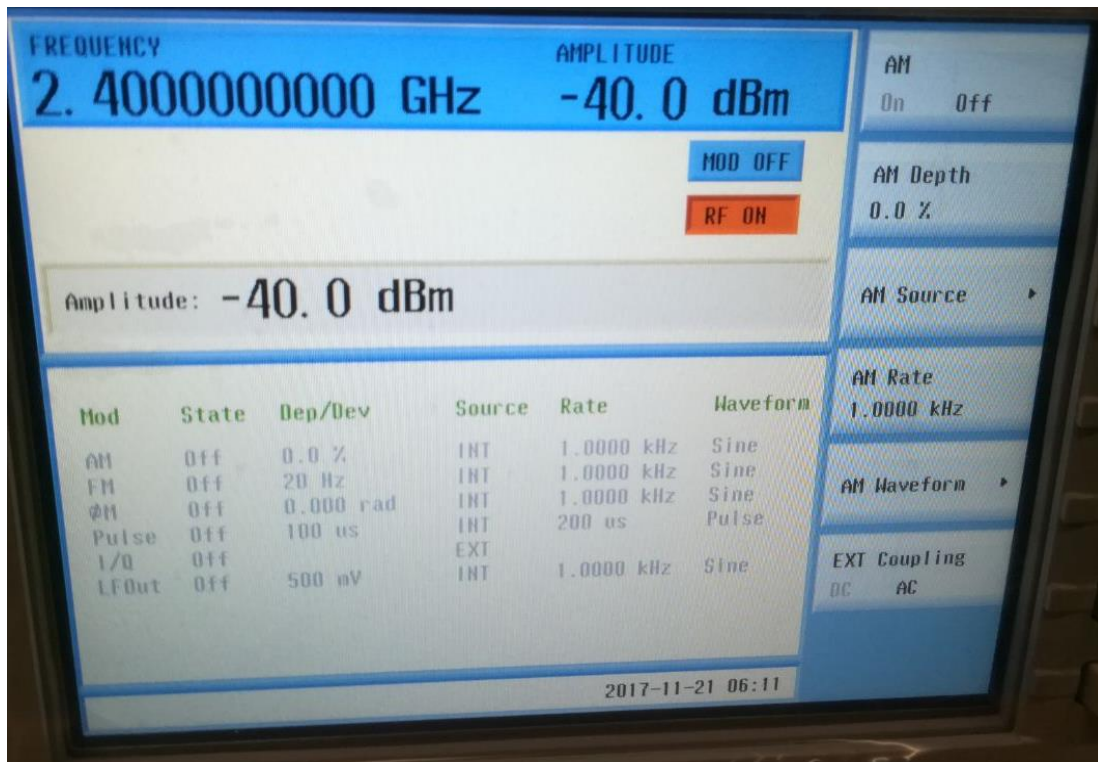 FREQUENCY AMPLITUDE
2.4000000000 GHz -40.0 dBm
MOD OFF
RF ON
Amplitude: -40.0 dBm
Mod State Dep/Dev Source Rate Waveform
AM Off 0.0 % INT 1.0000 kHz Sine
FM Off 20 Hz INT 1.0000 kHz Sine
ØM Off 0.000 rad INT 1.0000 kHz Sine
Pulse Off 100 us INT 200 us Pulse
I/Q Off EXT
LFOut Off 500 mV INT 1.0000 kHz Sine
2017-11-21 06:11
AM
On Off
AM Depth
0.0 %
AM Source
AM Rate
1.0000 kHz
AM Waveform
EXT Coupling
DC AC